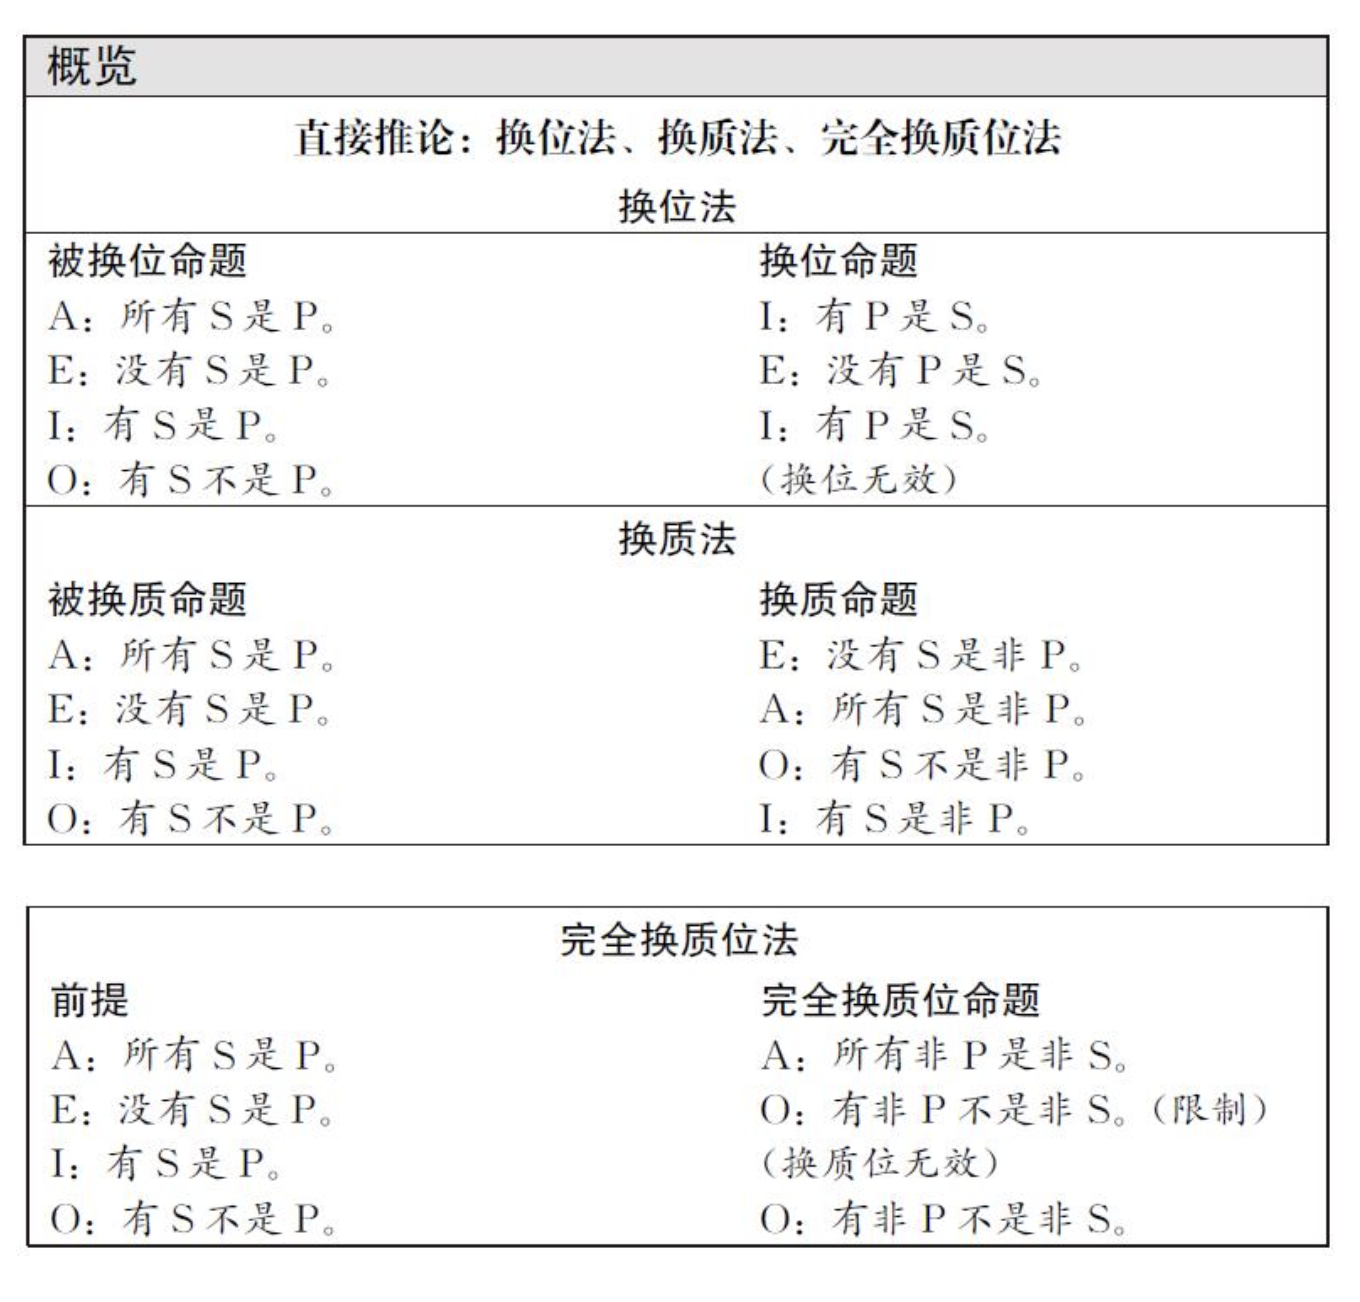 概览
直接推论：换位法、换质法、完全换质位法
换位法
被换位命题 换位命题
A：所有 S 是 P。 I：有 P 是 S。
E：没有 S 是 P。 E：没有 P 是 S。
I：有 S 是 P。 I：有 P 是 S。
O：有 S 不是 P。 （换位无效）
换质法
被换质命题 换质命题
A：所有 S 是 P。 E：没有 S 是非 P。
E：没有 S 是 P。 A：所有 S 是非 P。
I：有 S 是 P。 O：有 S 不是非 P。
O：有 S 不是 P。 I：有 S 是非 P。
完全换质位法
前提 完全换质位命题
A：所有 S 是 P。 A：所有非 P 是非 S。
E：没有 S 是 P。 O：有非 P 不是非 S。（限制）
I：有 S 是 P。 （换质位无效）
O：有 S 不是 P。 O：有非 P 不是非 S。